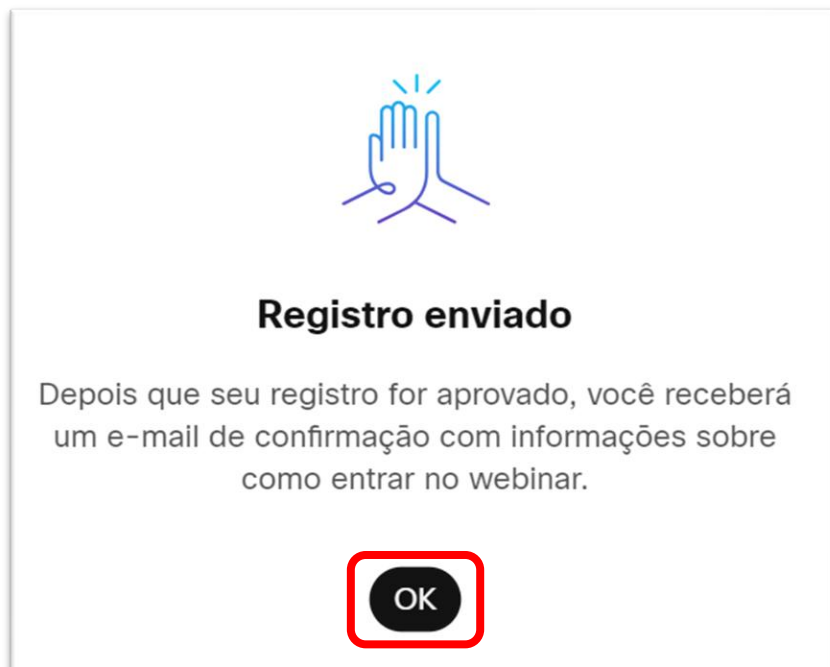 Registro enviado
Depois que seu registro for aprovado, você receberá
um e-mail de confirmação com informações sobre
como entrar no webinar.
OK